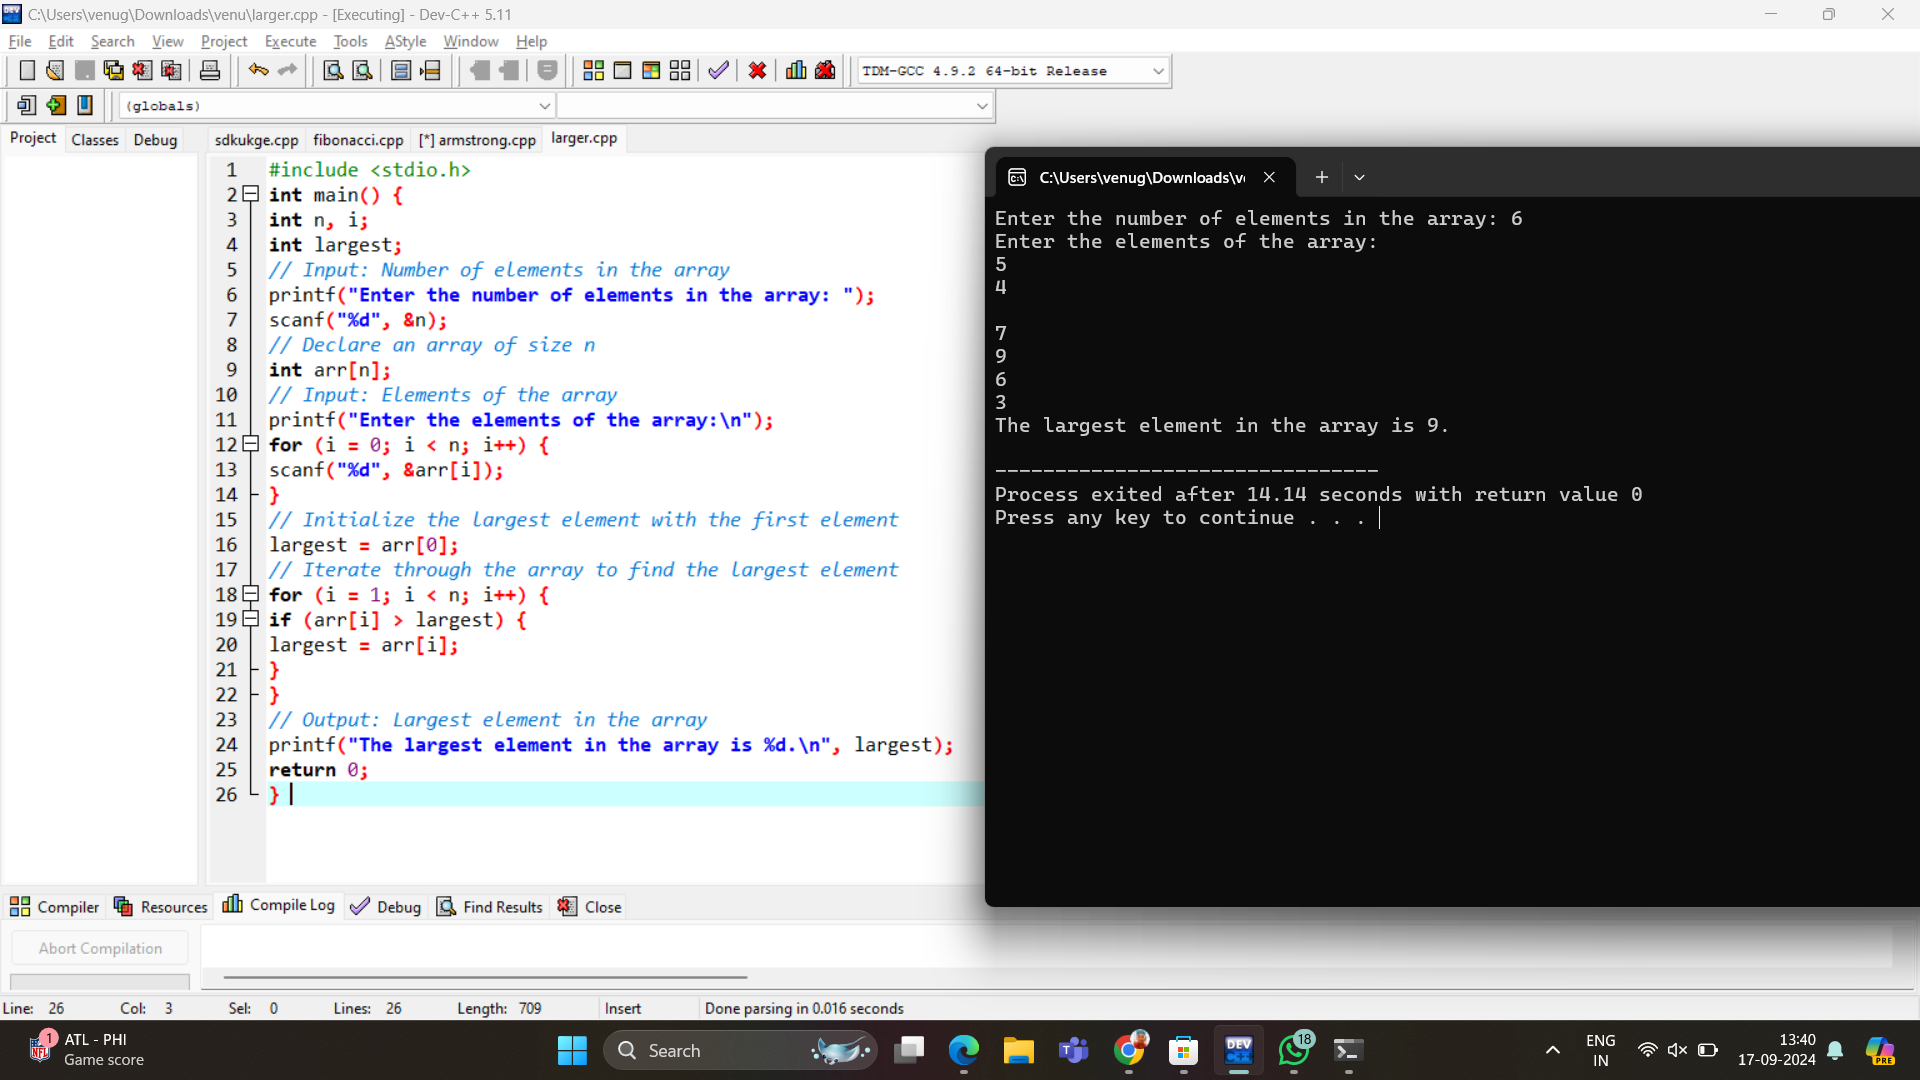 C:\Users\venug\Downloads\venu\larger.cpp - [Executing] - Dev-C++ 5.11
File Edit Search View Project Execute Tools AStyle Window Help
TDM-GCC 4.9.2 64-bit Release
(globals)
Project Classes Debug
sdkukge.cpp fibonacci.cpp [*] armstrong.cpp larger.cpp
1 #include <stdio.h>
2 int main() {
3 int n, i;
4 int largest;
5 // Input: Number of elements in the array
6 printf("Enter the number of elements in the array: ");
7 scanf("%d", &n);
8 // Declare an array of size n
9 int arr[n];
10 // Input: Elements of the array
11 printf("Enter the elements of the array:\n");
12 for (i = 0; i < n; i++) {
13 scanf("%d", &arr[i]);
14 }
15 // Initialize the largest element with the first element
16 largest = arr[0];
17 // Iterate through the array to find the largest element
18 for (i = 1; i < n; i++) {
19 if (arr[i] > largest) {
20 largest = arr[i];
21 }
22 }
23 // Output: Largest element in the array
24 printf("The largest element in the array is %d.\n", largest);
25 return 0;
26 }
C:\Users\venug\Downloads\v
Enter the number of elements in the array: 6
Enter the elements of the array:
5
4
7
9
6
3
The largest element in the array is 9.
--------------------------------
Process exited after 14.14 seconds with return value 0
Press any key to continue . . .
Compiler Resources Compile Log Debug Find Results Close
Abort Compilation
Line: 26 Col: 3 Sel: 0 Lines: 26 Length: 709 Insert Done parsing in 0.016 seconds
1
NFL
ATL - PHI
Game score
Search
DEV
C++
18
ENG
IN
13:40
17-09-2024
PRE